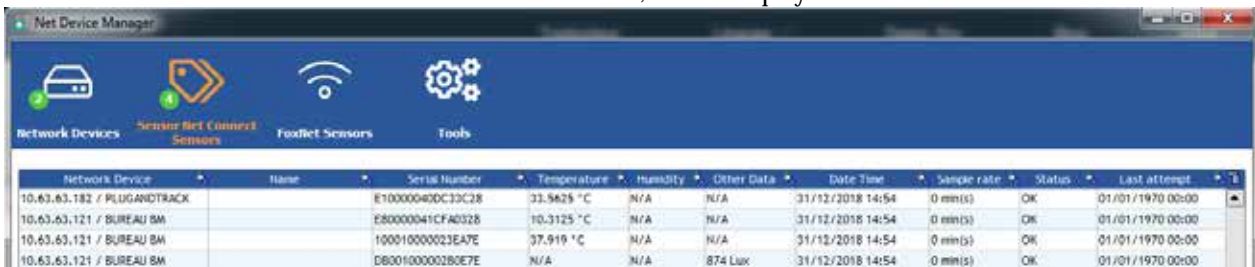 Net Device Manager
2
4
Network Devices
Sensor Net Connect
Sensors
FoxNet Sensors
Tools
Network Device Name Serial Number Temperature Humidity Other Data Date Time Sample rate Status Last attempt
10.63.63.182 / PLUGANDTRACK E10000040DC33C28 33.5625 °C N/A N/A 31/12/2018 14:54 0 min(s) OK 01/01/1970 00:00
10.63.63.121 / BUREAU BM E80000041CFA0328 10.3125 °C N/A N/A 31/12/2018 14:54 0 min(s) OK 01/01/1970 00:00
10.63.63.121 / BUREAU BM 100010000023EA7E 37.919 °C N/A N/A 31/12/2018 14:54 0 min(s) OK 01/01/1970 00:00
10.63.63.121 / BUREAU BM DB00100000280E7E N/A N/A 874 Lux 31/12/2018 14:54 0 min(s) OK 01/01/1970 00:00